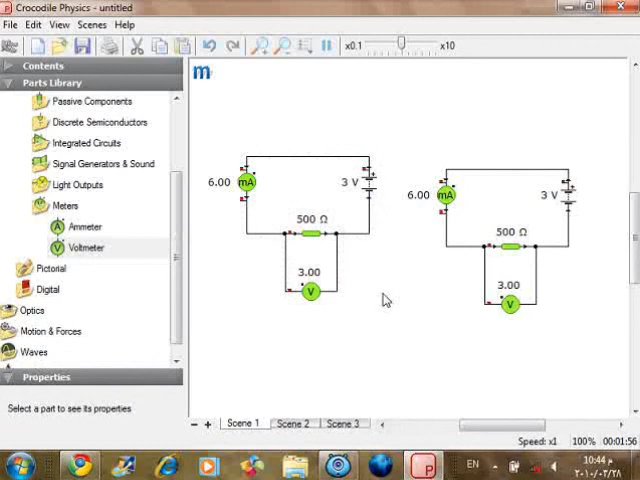 Crocodile Physics - untitled
File Edit View Scenes Help
x0.1 x10
Contents
Parts Library
Passive Components
Discrete Semiconductors
Integrated Circuits
Signal Generators & Sound
Light Outputs
Meters
A Ammeter
V Voltmeter
Pictorial
Digital
Optics
Motion & Forces
Waves
Properties
Select a part to see its properties
m
6.00 mA 3 V
500 Ω
3.00
V
6.00 mA 3 V
500 Ω
3.00
V
Scene 1 Scene 2 Scene 3
Speed: x1 100% 00:01:56
EN
م 10:44
٢٠١٠/٠٢/٢٨